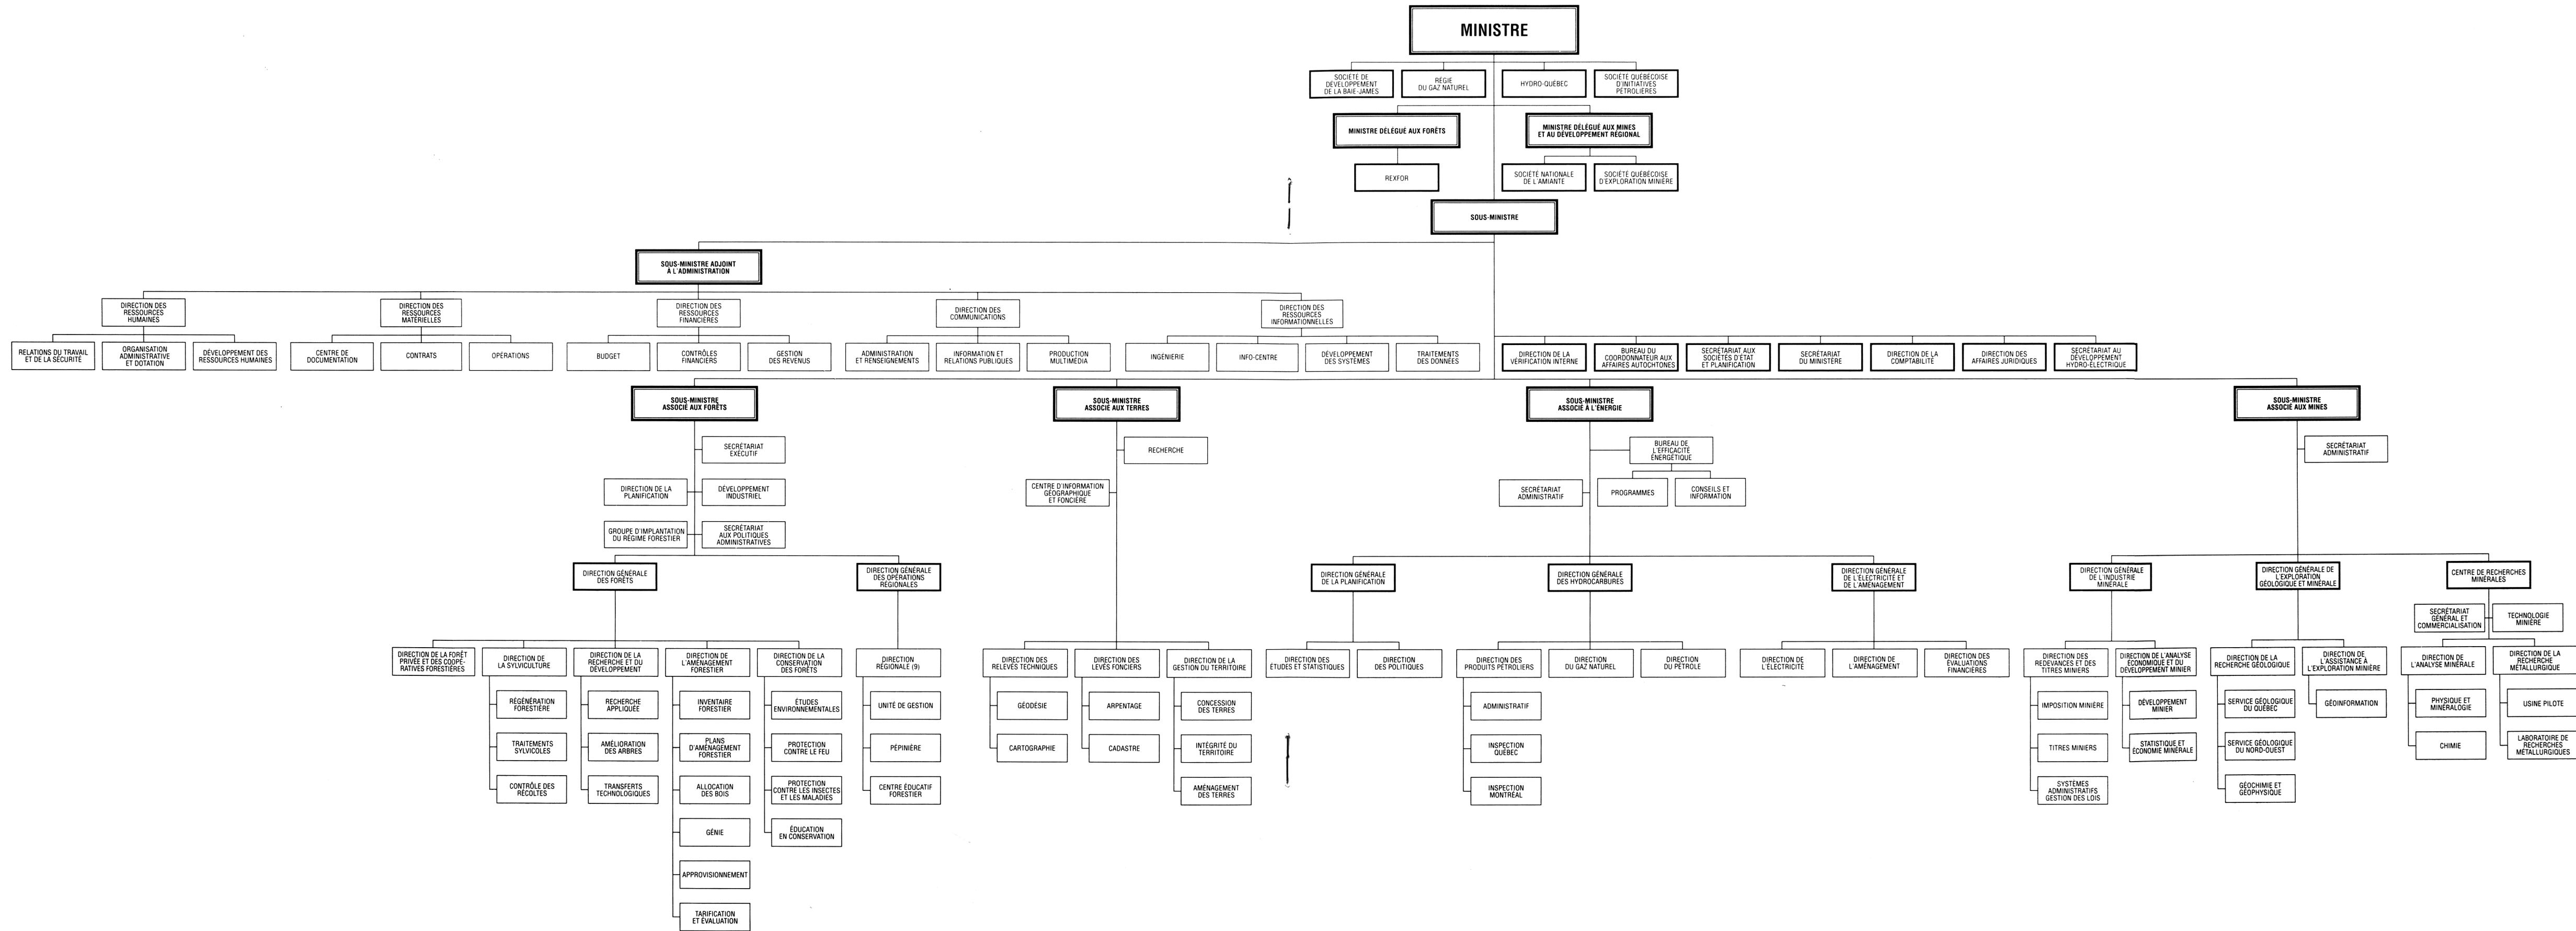 MINISTRE
SOCIÉTÉ DE
DÉVELOPPEMENT
DE LA BAIE-JAMES
RÉGIE
DU GAZ NATUREL
HYDRO-QUÉBEC
SOCIÉTÉ QUÉBÉCOISE
D'INITIATIVES
PÉTROLIÈRES
MINISTRE DÉLÉGUÉ AUX FORÊTS
MINISTRE DÉLÉGUÉ AUX MINES
ET AU DÉVELOPPEMENT RÉGIONAL
REXFOR
SOCIÉTÉ NATIONALE
DE L'AMIANTE
SOCIÉTÉ QUÉBÉCOISE
D'EXPLORATION MINIÈRE
SOUS-MINISTRE
SOUS-MINISTRE ADJOINT
À L'ADMINISTRATION
DIRECTION DES
RESSOURCES
HUMAINES
DIRECTION DES
RESSOURCES
MATÉRIELLES
DIRECTION DES
RESSOURCES
FINANCIÈRES
DIRECTION DES
COMMUNICATIONS
DIRECTION DES
RESSOURCES
INFORMATIONNELLES
RELATIONS DU TRAVAIL
ET DE LA SÉCURITÉ
ORGANISATION
ADMINISTRATIVE
ET DOTATION
DÉVELOPPEMENT DES
RESSOURCES HUMAINES
CENTRE DE
DOCUMENTATION
CONTRATS
OPÉRATIONS
BUDGET
CONTRÔLES
FINANCIERS
GESTION
DES REVENUS
ADMINISTRATION
ET RENSEIGNEMENTS
INFORMATION ET
RELATIONS PUBLIQUES
PRODUCTION
MULTIMÉDIA
INGÉNIERIE
INFO-CENTRE
DÉVELOPPEMENT
DES SYSTÈMES
TRAITEMENTS
DES DONNÉES
DIRECTION DE LA
VÉRIFICATION INTERNE
BUREAU DU
COORDONNATEUR AUX
AFFAIRES AUTOCHTONES
SECRÉTARIAT AUX
SOCIÉTÉS D'ÉTAT
ET PLANIFICATION
SECRÉTARIAT
DU MINISTÈRE
DIRECTION DE LA
COMPTABILITÉ
DIRECTION DES
AFFAIRES JURIDIQUES
SECRÉTARIAT AU
DÉVELOPPEMENT
HYDRO-ÉLECTRIQUE
SOUS-MINISTRE
ASSOCIÉ AUX FORÊTS
SOUS-MINISTRE
ASSOCIÉ AUX TERRES
SOUS-MINISTRE
ASSOCIÉ À L'ÉNERGIE
SOUS-MINISTRE
ASSOCIÉ AUX MINES
SECRÉTARIAT
EXÉCUTIF
RECHERCHE
BUREAU DE
L'EFFICACITÉ
ÉNERGÉTIQUE
SECRÉTARIAT
ADMINISTRATIF
DIRECTION DE LA
PLANIFICATION
DÉVELOPPEMENT
INDUSTRIEL
CENTRE D'INFORMATION
GÉOGRAPHIQUE
ET FONCIÈRE
SECRÉTARIAT
ADMINISTRATIF
PROGRAMMES
CONSEILS ET
INFORMATION
GROUPE D'IMPLANTATION
DU RÉGIME FORESTIER
SECRÉTARIAT
AUX POLITIQUES
ADMINISTRATIVES
DIRECTION GÉNÉRALE
DES FORÊTS
DIRECTION GÉNÉRALE
DES OPÉRATIONS
RÉGIONALES
DIRECTION GÉNÉRALE
DE LA PLANIFICATION
DIRECTION GÉNÉRALE
DES HYDROCARBURES
DIRECTION GÉNÉRALE
DE L'ÉLECTRICITÉ ET
DE L'AMÉNAGEMENT
DIRECTION GÉNÉRALE
DE L'INDUSTRIE
MINÉRALE
DIRECTION GÉNÉRALE DE
L'EXPLORATION
GÉOLOGIQUE ET MINÉRALE
CENTRE DE RECHERCHES
MINÉRALES
SECRÉTARIAT
GÉNÉRAL ET
COMMERCIALISATION
TECHNOLOGIE
MINIÈRE
DIRECTION DE LA FORÊT
PRIVÉE ET DES COOPÉ-
RATIVES FORESTIÈRES
DIRECTION DE
LA SYLVICULTURE
DIRECTION DE LA
RECHERCHE ET DU
DÉVELOPPEMENT
DIRECTION DE
L'AMÉNAGEMENT
FORESTIER
DIRECTION DE LA
CONSERVATION
DES FORÊTS
DIRECTION
RÉGIONALE (9)
DIRECTION DES
RELEVÉS TECHNIQUES
DIRECTION DES
LEVÉS FONCIERS
DIRECTION DE LA
GESTION DU TERRITOIRE
DIRECTION DES
ÉTUDES ET STATISTIQUES
DIRECTION
DES POLITIQUES
DIRECTION DES
PRODUITS PÉTROLIERS
DIRECTION
DU GAZ NATUREL
DIRECTION
DU PÉTROLE
DIRECTION DE
L'ÉLECTRICITÉ
DIRECTION DE
L'AMÉNAGEMENT
DIRECTION DES
ÉVALUATIONS
FINANCIÈRES
DIRECTION DES
REDEVANCES ET DES
TITRES MINIERS
DIRECTION DE L'ANALYSE
ÉCONOMIQUE ET DU
DÉVELOPPEMENT MINIER
DIRECTION DE LA
RECHERCHE GÉOLOGIQUE
DIRECTION DE
L'ASSISTANCE À
L'EXPLORATION MINIÈRE
DIRECTION DE
L'ANALYSE MINÉRALE
DIRECTION DE LA
RECHERCHE
MÉTALLURGIQUE
RÉGÉNÉRATION
FORESTIÈRE
RECHERCHE
APPLIQUÉE
INVENTAIRE
FORESTIER
ÉTUDES
ENVIRONNEMENTALES
UNITÉ DE GESTION
GÉODÉSIE
ARPENTAGE
CONCESSION
DES TERRES
ADMINISTRATIF
IMPOSITION MINIÈRE
DÉVELOPPEMENT
MINIER
SERVICE GÉOLOGIQUE
DU QUÉBEC
GÉOINFORMATION
PHYSIQUE ET
MINÉRALOGIE
USINE PILOTE
TRAITEMENTS
SYLVICOLES
AMÉLIORATION
DES ARBRES
PLANS
D'AMÉNAGEMENT
FORESTIER
PROTECTION
CONTRE LE FEU
PÉPINIÈRE
CARTOGRAPHIE
CADASTRE
INTÉGRITÉ DU
TERRITOIRE
INSPECTION
QUÉBEC
TITRES MINIERS
STATISTIQUE ET
ÉCONOMIE MINÉRALE
SERVICE GÉOLOGIQUE
DU NORD-OUEST
CHIMIE
LABORATOIRE DE
RECHERCHES
MÉTALLURGIQUES
CONTRÔLE DES
RÉCOLTES
TRANSFERTS
TECHNOLOGIQUES
ALLOCATION
DES BOIS
PROTECTION
CONTRE LES INSECTES
ET LES MALADIES
CENTRE ÉDUCATIF
FORESTIER
AMÉNAGEMENT
DES TERRES
INSPECTION
MONTRÉAL
SYSTÈMES
ADMINISTRATIFS
GESTION DES LOIS
GÉOCHIMIE ET
GÉOPHYSIQUE
GÉNIE
ÉDUCATION
EN CONSERVATION
APPROVISIONNEMENT
TARIFICATION
ET ÉVALUATION